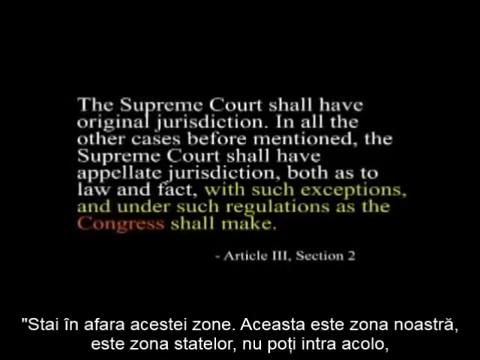 The Supreme Court shall have
original jurisdiction. In all the
other cases before mentioned, the
Supreme Court shall have
appellate jurisdiction, both as to
law and fact, with such exceptions,
and under such regulations as the
Congress shall make.
- Article III, Section 2
"Stai în afara acestei zone. Aceasta este zona noastră,
este zona statelor, nu poți intra acolo,